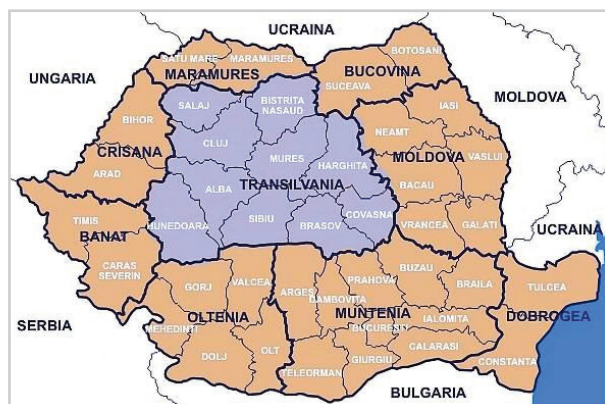 UCRAINA
BOTOSANI
SATU MARE
MARAMURES
MARAMURES
BUCOVINA
UNGARIA
SUCEAVA
MOLDOVA
SALAJ
BISTRITA
NASAUD
IASI
BIHOR
CLUJ
NEAMT
CRISANA
MURES
HARGHITA
MOLDOVA
VASLUI
ARAD
ALBA
TRANSILVANIA
BACAU
TIMIS
HUNEDOARA
SIBIU
BRASOV
COVASNA
VRANCEA
GALATI
UCRAINA
BANAT
CARAS
SEVERIN
GORJ
VALCEA
ARGES
PRAHOVA
BUZAU
BRAILA
TULCEA
DAMBOVITA
SERBIA
MEHEDINTI
OLTENIA
MUNTENIA
IALOMITA
DOBROGEA
BUCURESTI
DOLJ
OLT
GIURGIU
CALARASI
CONSTANTA
TELEORMAN
BULGARIA